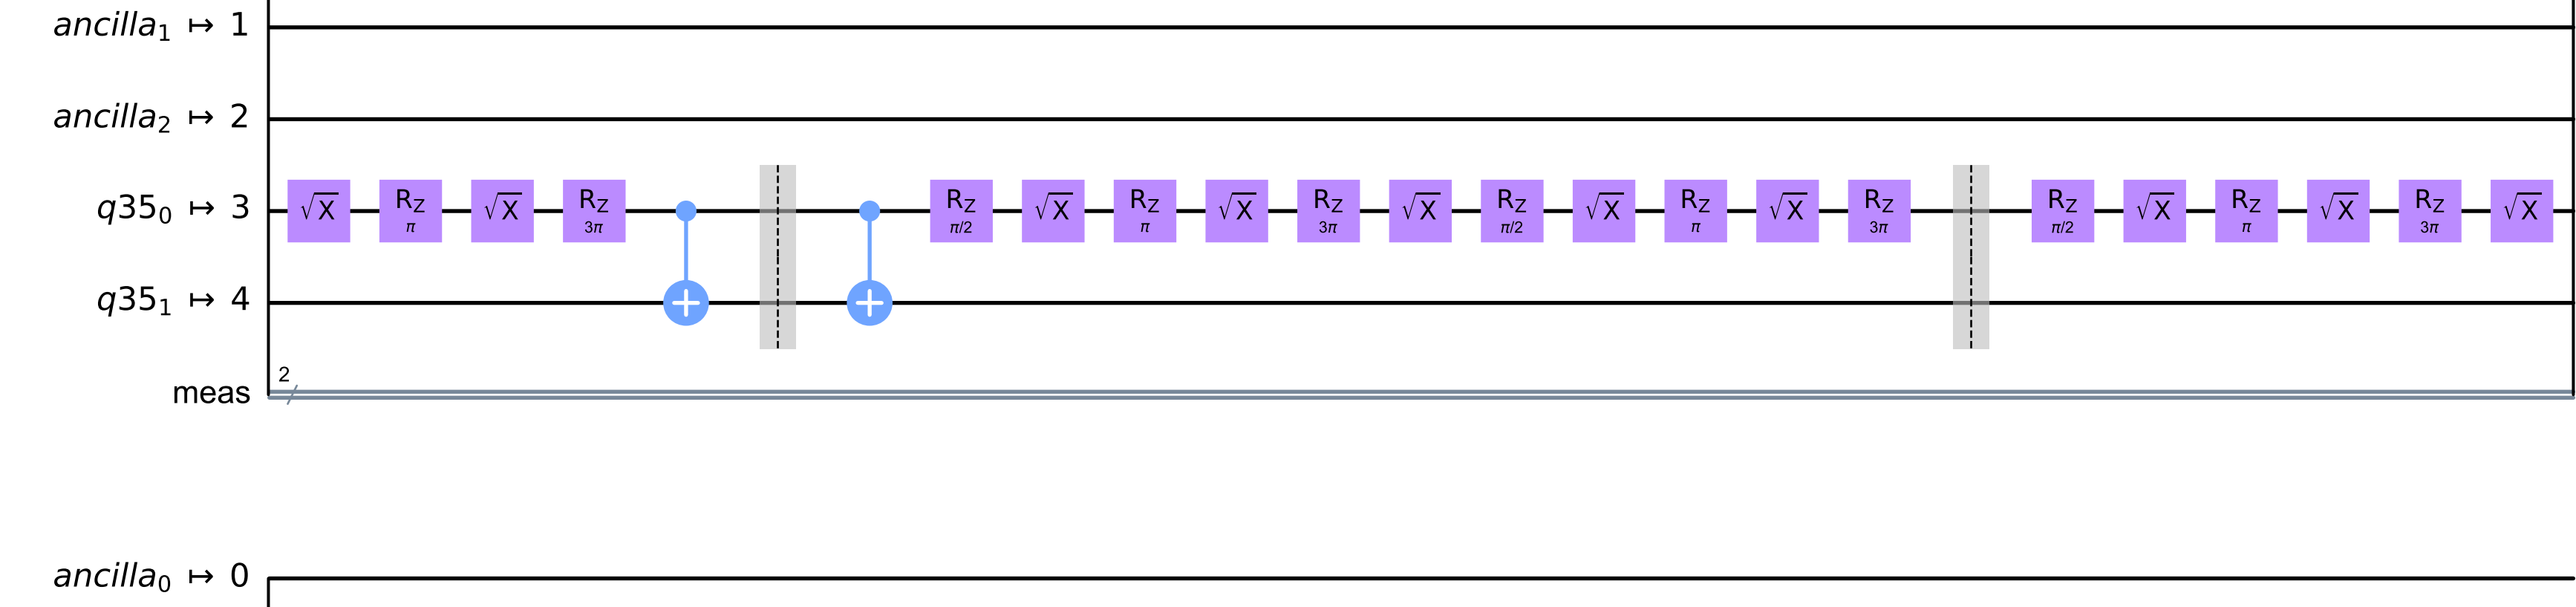 ancilla₁ ↦ 1
ancilla₂ ↦ 2
q35₀ ↦ 3 √X R_Z π √X R_Z 3π R_Z π/2 √X R_Z π √X R_Z 3π √X R_Z π/2 √X R_Z π √X R_Z 3π R_Z π/2 √X R_Z π √X R_Z 3π √X
q35₁ ↦ 4
2
meas
ancilla₀ ↦ 0